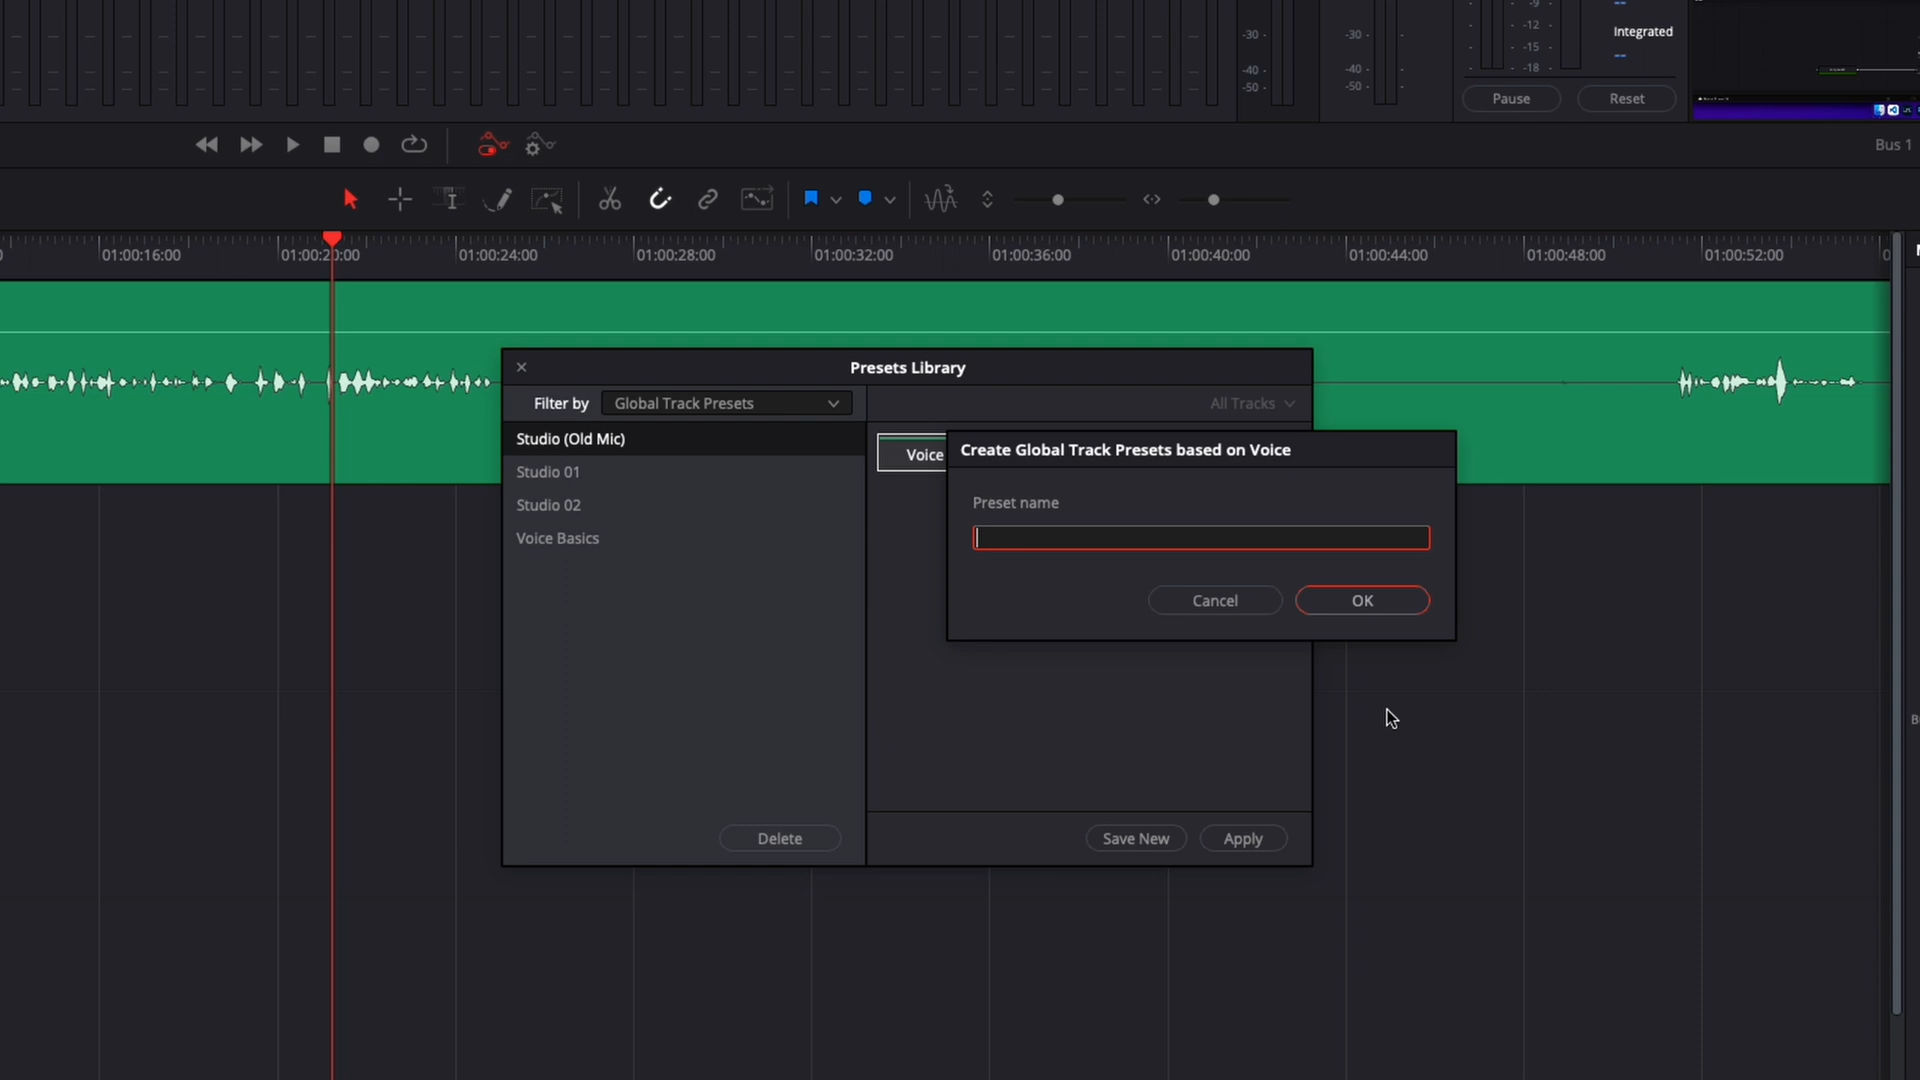 -9
-12
-15
-18
-30
-40
-50
-30
-40
-50
Integrated
Pause
Reset
Bus 1
01:00:16:00
01:00:20:00
01:00:24:00
01:00:28:00
01:00:32:00
01:00:36:00
01:00:40:00
01:00:44:00
01:00:48:00
01:00:52:00
Presets Library
Filter by
Global Track Presets
All Tracks
Studio (Old Mic)
Studio 01
Studio 02
Voice Basics
Voice
Create Global Track Presets based on Voice
Preset name
Cancel
OK
Delete
Save New
Apply